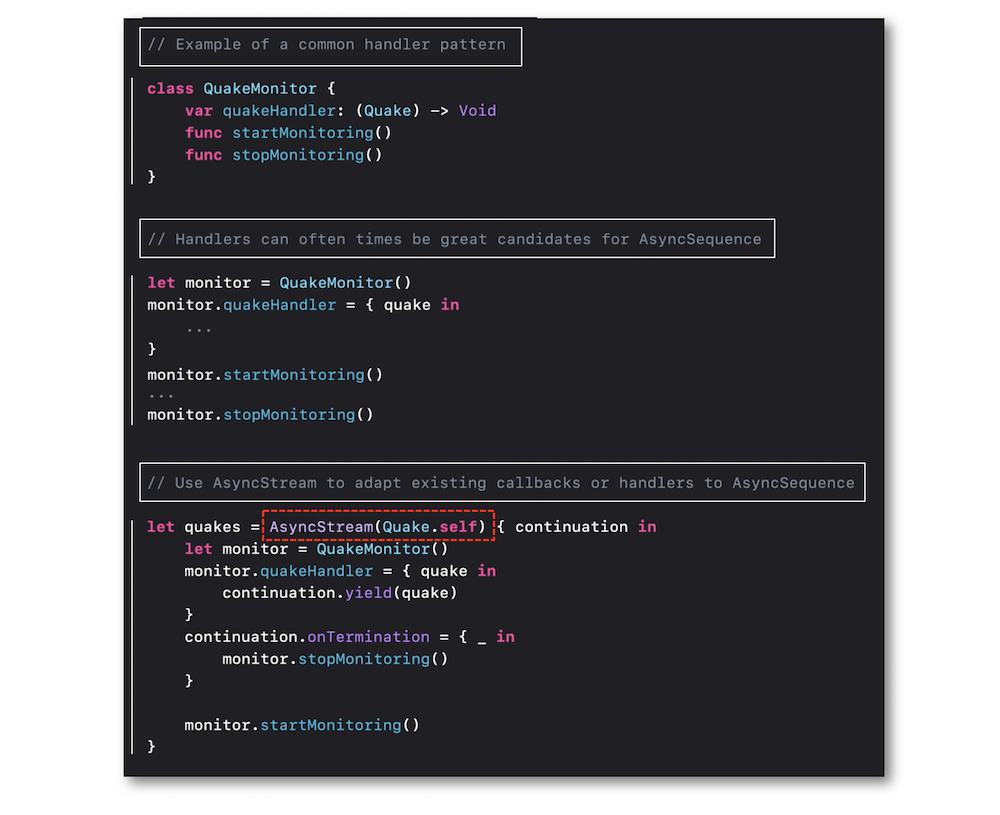 // Example of a common handler pattern
class QuakeMonitor {
    var quakeHandler: (Quake) -> Void
    func startMonitoring()
    func stopMonitoring()
}
// Handlers can often times be great candidates for AsyncSequence
let monitor = QuakeMonitor()
monitor.quakeHandler = { quake in
    ...
}
monitor.startMonitoring()
...
monitor.stopMonitoring()
// Use AsyncStream to adapt existing callbacks or handlers to AsyncSequence
let quakes = AsyncStream(Quake.self) { continuation in
    let monitor = QuakeMonitor()
    monitor.quakeHandler = { quake in
        continuation.yield(quake)
    }
    continuation.onTermination = { _ in
        monitor.stopMonitoring()
    }
    monitor.startMonitoring()
}